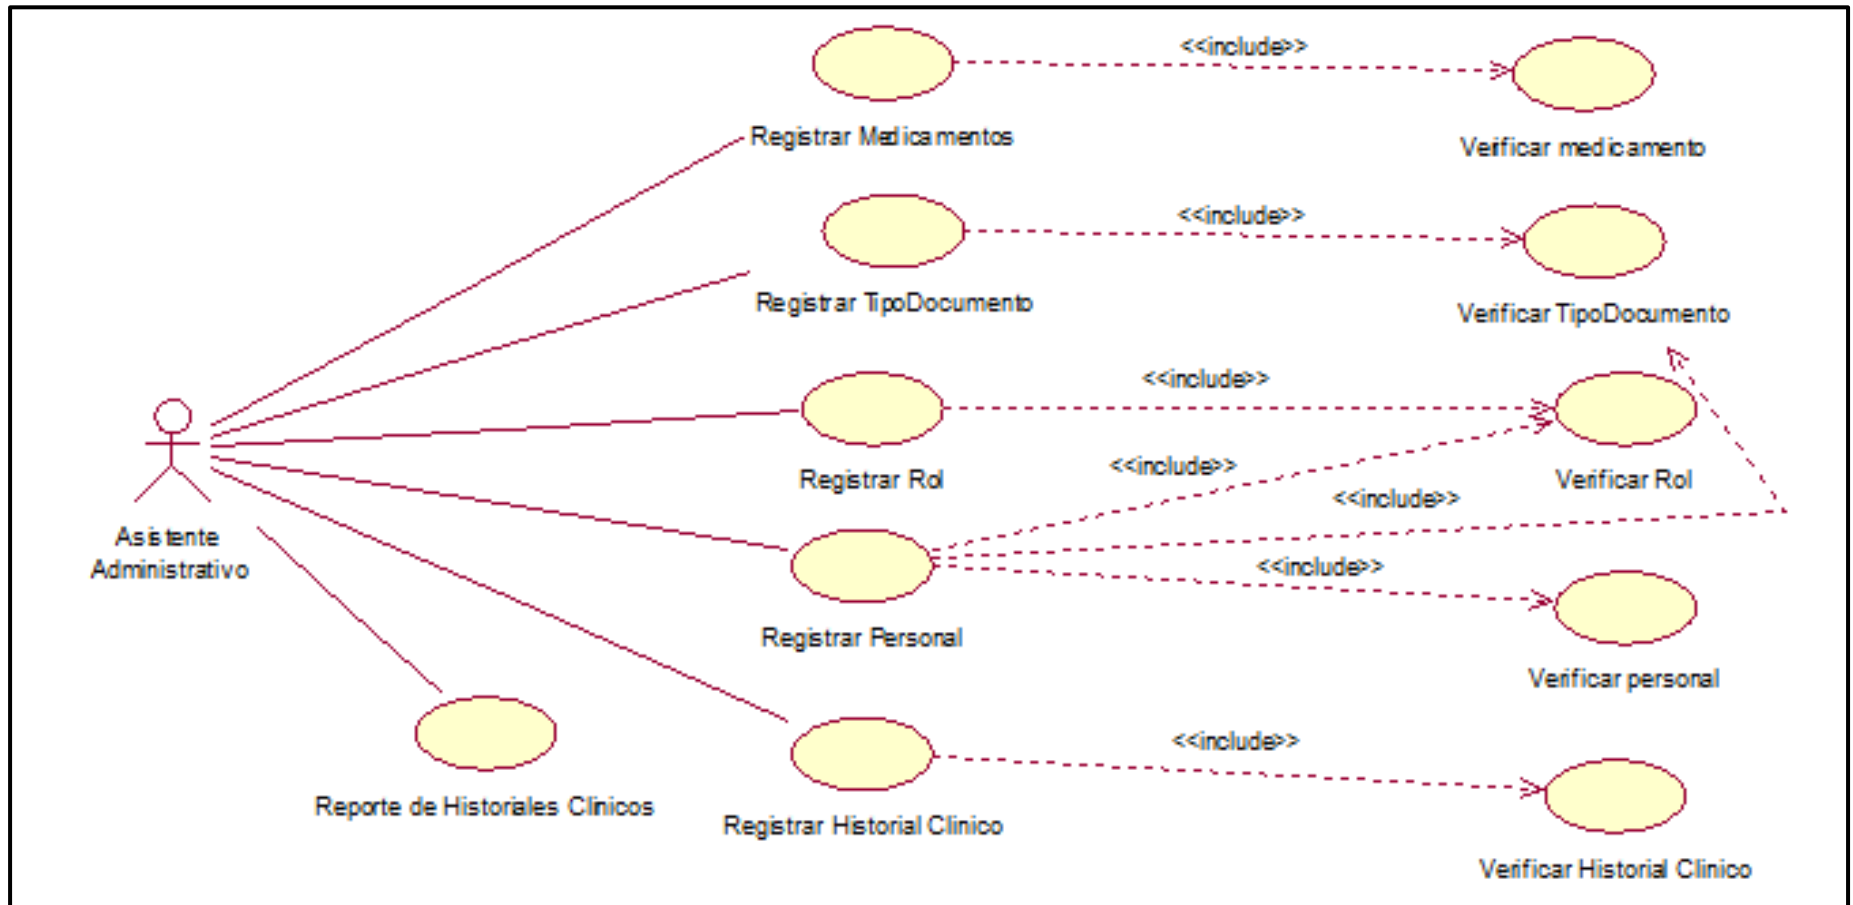 <<include>>
Registrar Medicamentos
Verificar medicamento
<<include>>
Registrar TipoDocumento
Verificar TipoDocumento
<<include>>
<<include>>
Registrar Rol
Verificar Rol
<<include>>
Asistente
Administrativo
<<include>>
Registrar Personal
Verificar personal
<<include>>
Reporte de Historiales Clinicos
Registrar Historial Clinico
Verificar Historial Clinico